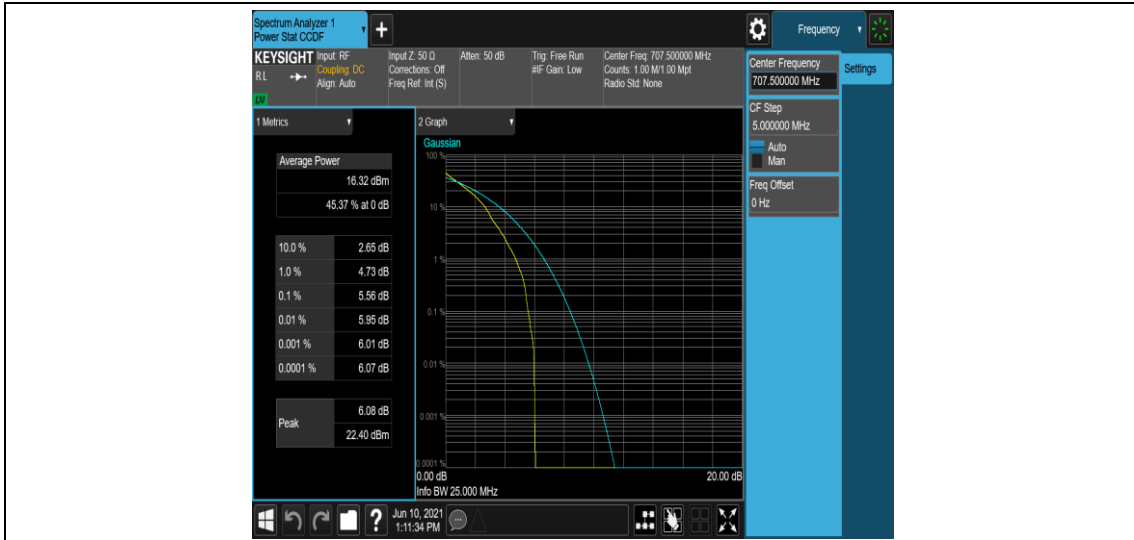 Spectrum Analyzer 1
Power Stat CCDF
+
Frequency
KEYSIGHT
RL
LXI
Input: RF
Coupling: DC
Align: Auto
Input Z: 50 Ω
Corrections: Off
Freq Ref: Int (S)
Atten: 50 dB
Trig: Free Run
#IF Gain: Low
Center Freq: 707.500000 MHz
Counts: 1.00 M/1.00 Mpt
Radio Std: None
Center Frequency
707.500000 MHz
Settings
CF Step
5.000000 MHz
Auto
Man
Freq Offset
0 Hz
1 Metrics
Average Power
16.32 dBm
45.37 % at 0 dB
10.0 % 2.65 dB
1.0 % 4.73 dB
0.1 % 5.56 dB
0.01 % 5.95 dB
0.001 % 6.01 dB
0.0001 % 6.07 dB
Peak
6.08 dB
22.40 dBm
2 Graph
Gaussian
100 %
10 %
1 %
0.1 %
0.01 %
0.001 %
0.0001 %
0.00 dB 20.00 dB
Info BW 25.000 MHz
?
Jun 10, 2021
1:11:34 PM